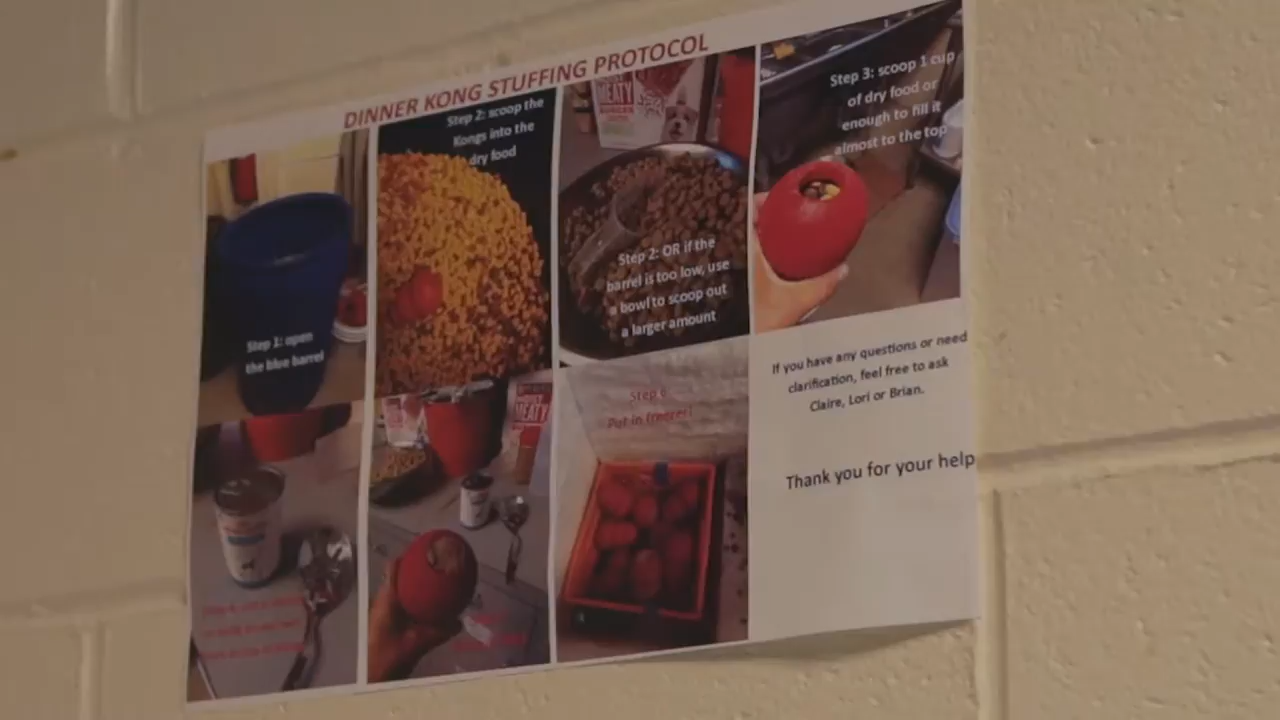 DINNER KONG STUFFING PROTOCOL
Step 1: open
the blue barrel
Step 2: scoop the
Kongs into the
dry food
MEATY
Step 2: OR if the
barrel is too low, use
a bowl to scoop out
a larger amount
Step 3: scoop 1 cup
of dry food or
enough to fill it
almost to the top
MEATY
Step 6
Put in freezer!
If you have any questions or need
clarification, feel free to ask
Claire, Lori or Brian.
Thank you for your help